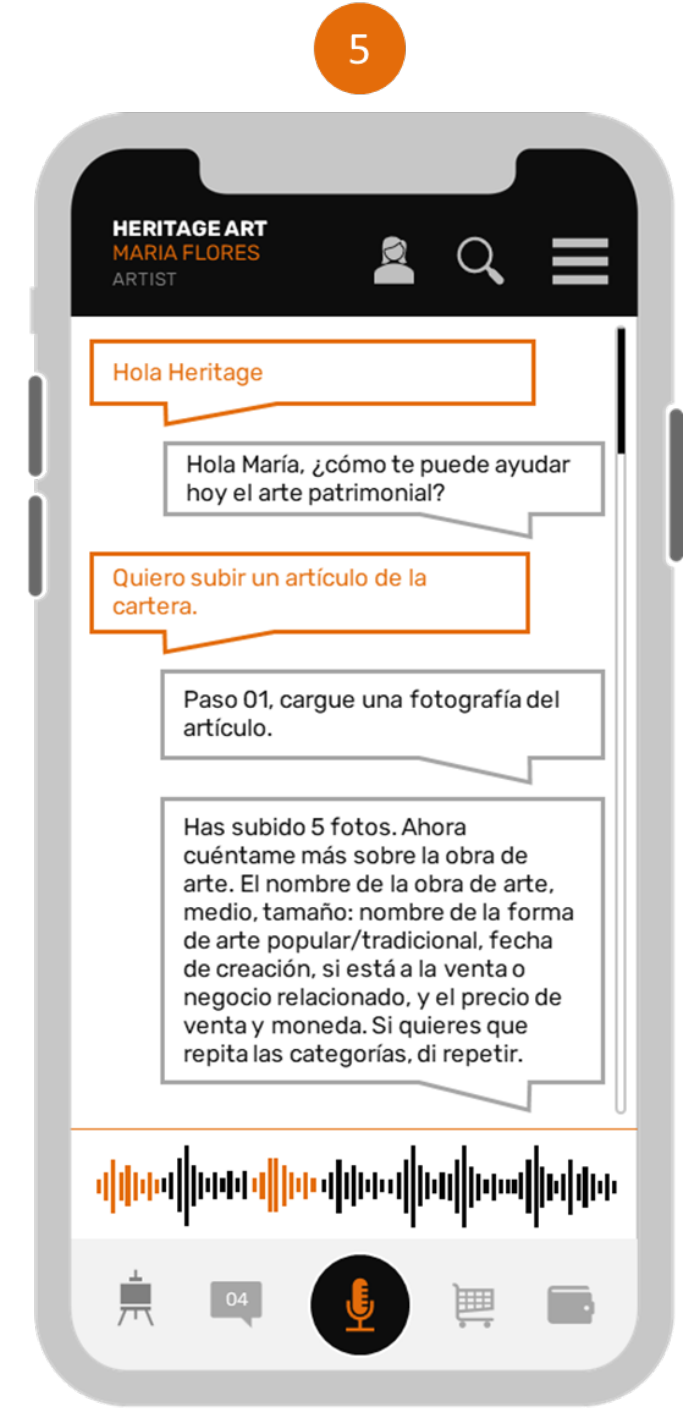 5
HERITAGE ART
MARIA FLORES
ARTIST
Hola Heritage
Hola María, ¿cómo te puede ayudar
hoy el arte patrimonial?
Quiero subir un artículo de la
cartera.
Paso 01, cargue una fotografía del
artículo.
Has subido 5 fotos. Ahora
cuéntame más sobre la obra de
arte. El nombre de la obra de arte,
medio, tamaño: nombre de la forma
de arte popular/tradicional, fecha
de creación, si está a la venta o
negocio relacionado, y el precio de
venta y moneda. Si quieres que
repita las categorías, di repetir.
04